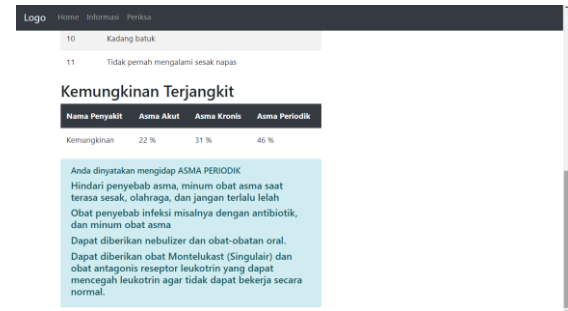 Logo Home Informasi Periksa
10 Kadang batuk
11 Tidak pernah mengalami sesak napas
Kemungkinan Terjangkit
Nama Penyakit Asma Akut Asma Kronis Asma Periodik
Kemungkinan 22 % 31 % 46 %
Anda dinyatakan mengidap ASMA PERIODIK
Hindari penyebab asma, minum obat asma saat
terasa sesak, olahraga, dan jangan terlalu lelah
Obat penyebab infeksi misalnya dengan antibiotik,
dan minum obat asma
Dapat diberikan nebulizer dan obat-obatan oral.
Dapat diberikan obat Montelukast (Singulair) dan
obat antagonis reseptor leukotrin yang dapat
mencegah leukotrin agar tidak dapat bekerja secara
normal.